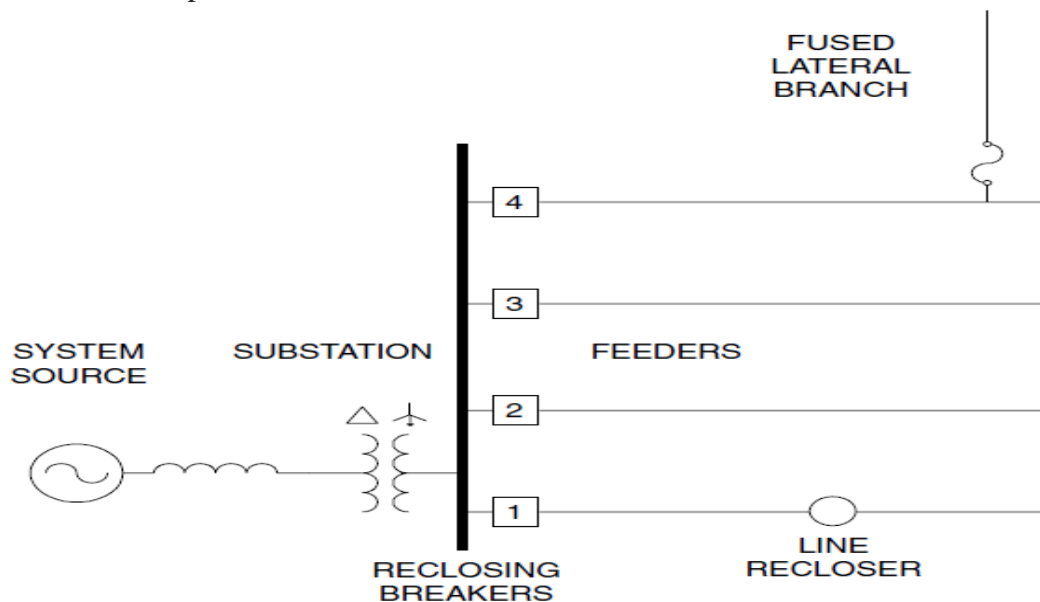 FUSED
LATERAL
BRANCH
4
3
SYSTEM
SOURCE
SUBSTATION
FEEDERS
2
1
LINE
RECLOSER
RECLOSING
BREAKERS